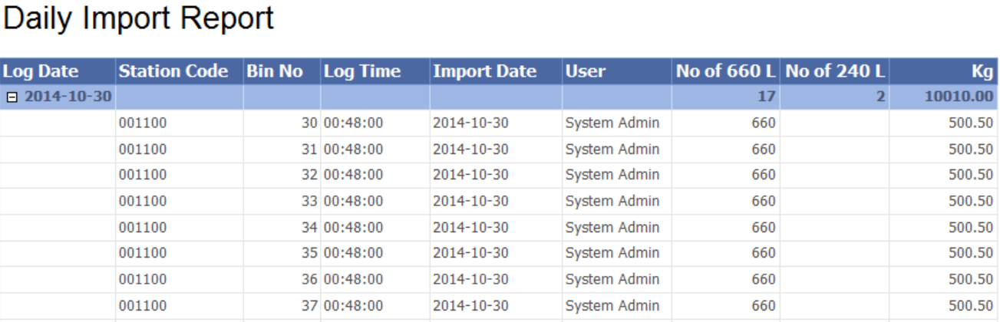 Daily Import Report
Log Date Station Code Bin No Log Time Import Date User No of 660 L No of 240 L Kg
2014-10-30 17 2 10010.00
001100 30 00:48:00 2014-10-30 System Admin 660 500.50
001100 31 00:48:00 2014-10-30 System Admin 660 500.50
001100 32 00:48:00 2014-10-30 System Admin 660 500.50
001100 33 00:48:00 2014-10-30 System Admin 660 500.50
001100 34 00:48:00 2014-10-30 System Admin 660 500.50
001100 35 00:48:00 2014-10-30 System Admin 660 500.50
001100 36 00:48:00 2014-10-30 System Admin 660 500.50
001100 37 00:48:00 2014-10-30 System Admin 660 500.50